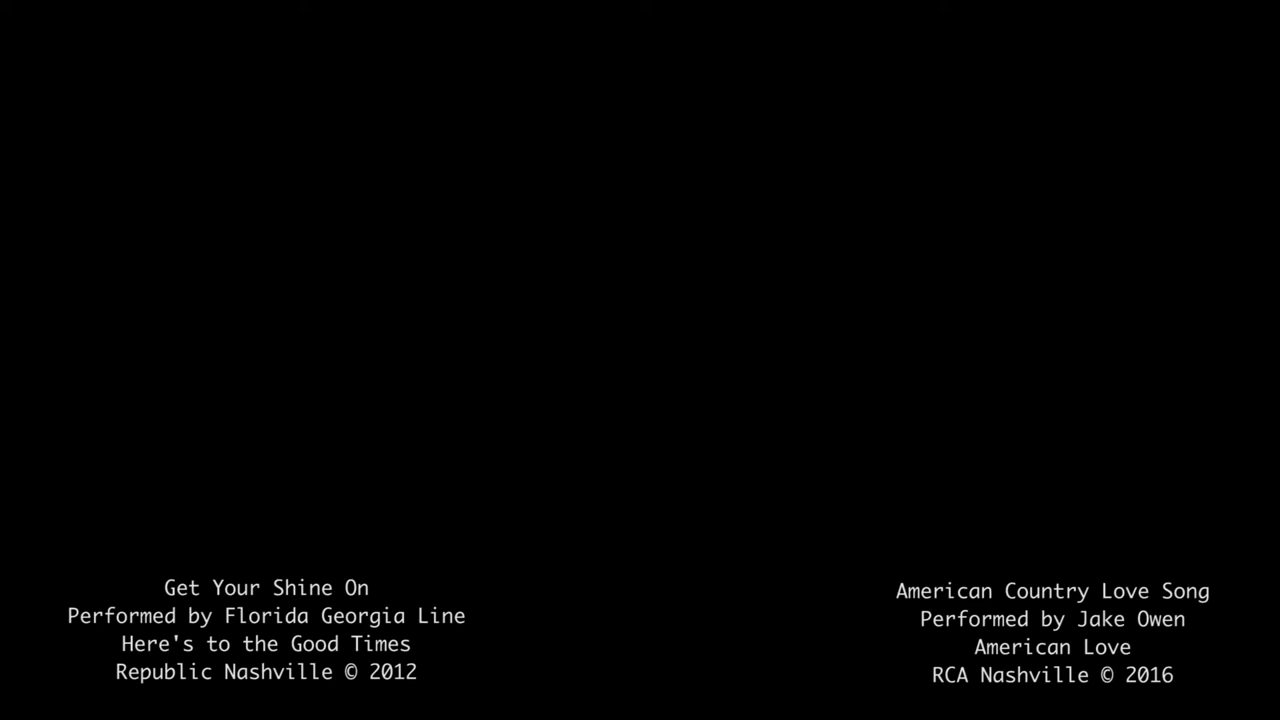 Get Your Shine On
Performed by Florida Georgia Line
Here's to the Good Times
Republic Nashville © 2012
American Country Love Song
Performed by Jake Owen
American Love
RCA Nashville © 2016